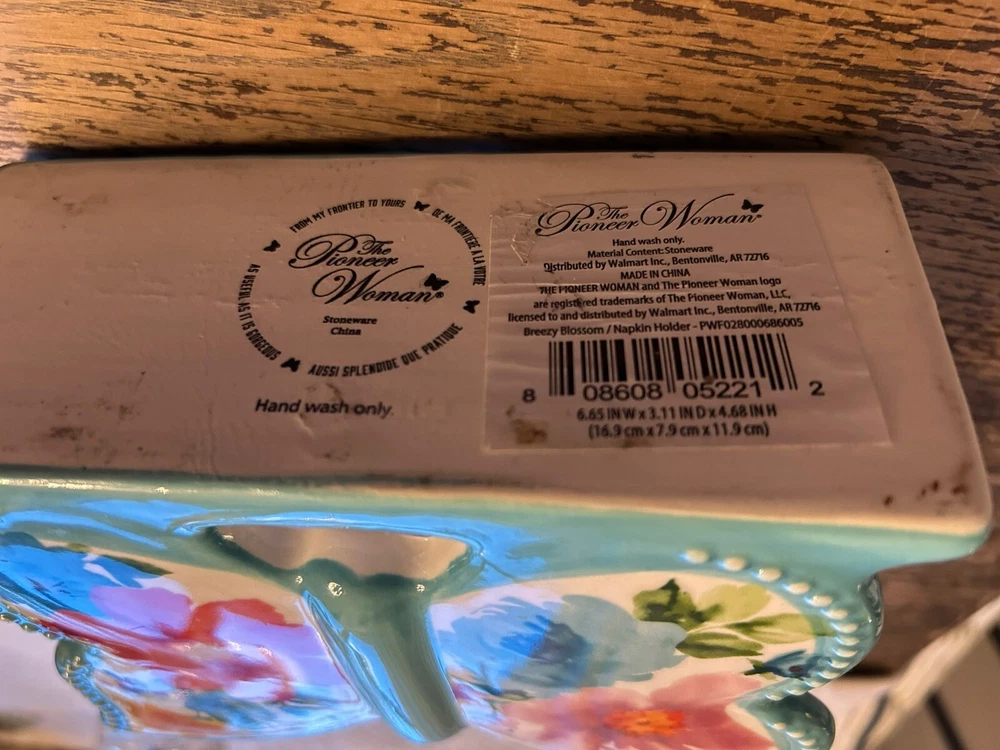 FROM MY FRONTIER TO YOURS
DE MA FRONTIÈRE A LA VÔTRE
AUSSI SPLENDIDE QUE PRATIQUE
AS USEFUL AS IT IS GORGEOUS
The
Pioneer
Woman®
Stoneware
China
Hand wash only.
The
Pioneer Woman®
Hand wash only.
Material Content: Stoneware
Distributed by Walmart Inc., Bentonville, AR 72716
MADE IN CHINA
THE PIONEER WOMAN and The Pioneer Woman logo
are registered trademarks of The Pioneer Woman, LLC,
licensed to and distributed by Walmart Inc., Bentonville, AR 72716
Breezy Blossom / Napkin Holder - PWF028000686005
8 08608 05221 2
6.65 IN W x 3.11 IN D x 4.68 IN H
(16.9 cm x 7.9 cm x 11.9 cm)